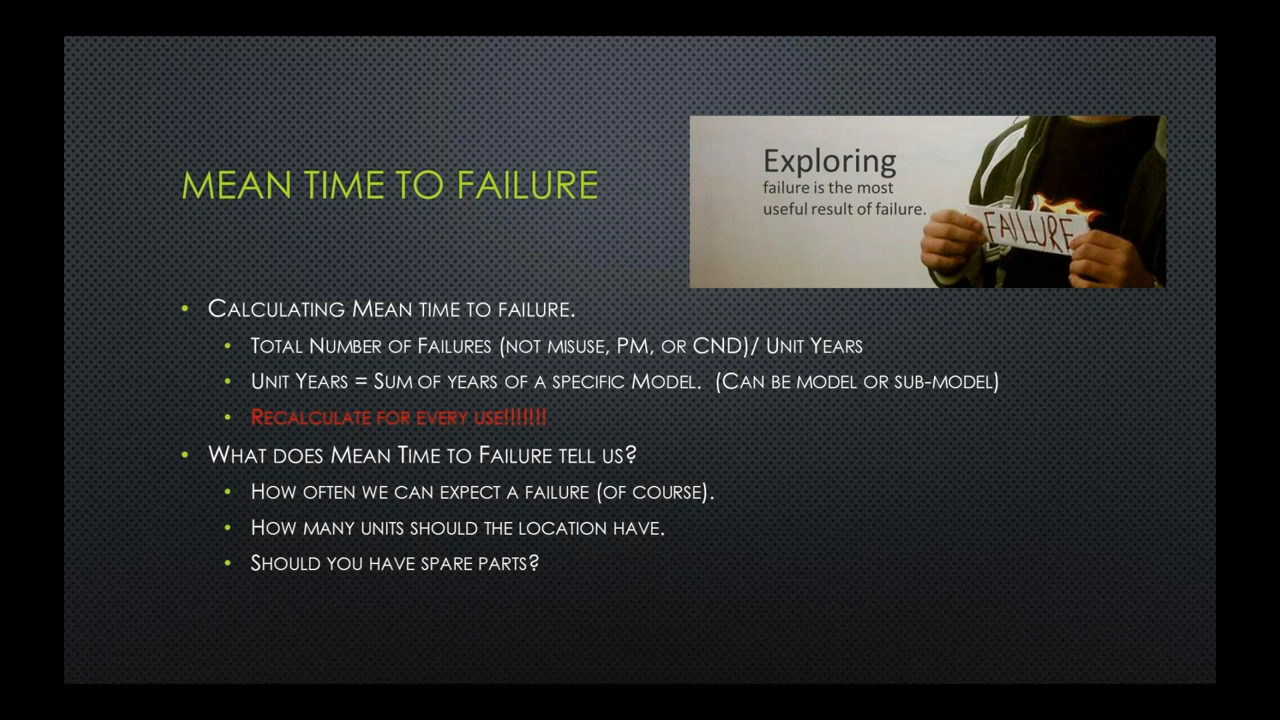 MEAN TIME TO FAILURE
Exploring
failure is the most
useful result of failure.
FAILURE
• CALCULATING MEAN TIME TO FAILURE.
• TOTAL NUMBER OF FAILURES (NOT MISUSE, PM, OR CND)/ UNIT YEARS
• UNIT YEARS = SUM OF YEARS OF A SPECIFIC MODEL. (CAN BE MODEL OR SUB-MODEL)
• RECALCULATE FOR EVERY USE!!!!!!!
• WHAT DOES MEAN TIME TO FAILURE TELL US?
• HOW OFTEN WE CAN EXPECT A FAILURE (OF COURSE).
• HOW MANY UNITS SHOULD THE LOCATION HAVE.
• SHOULD YOU HAVE SPARE PARTS?